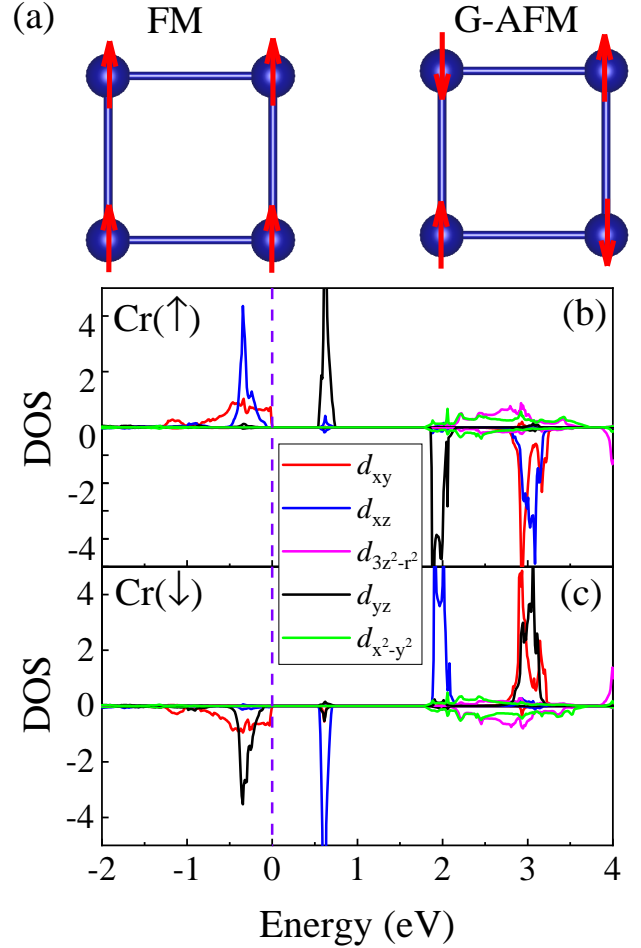 (a) FM G-AFM
Cr(↑) (b)
4
2
0
-2
-4
DOS
d_xy
d_xz
d_3z²-r²
d_yz
d_x²-y²
Cr(↓) (c)
4
2
0
-2
-4
DOS
-2 -1 0 1 2 3 4
Energy (eV)